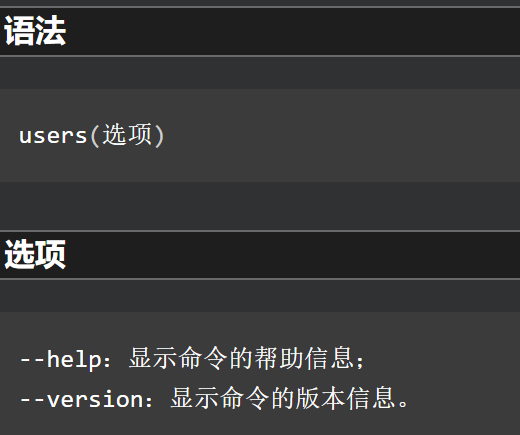 语法
users(选项)
选项
--help：显示命令的帮助信息；
--version：显示命令的版本信息。